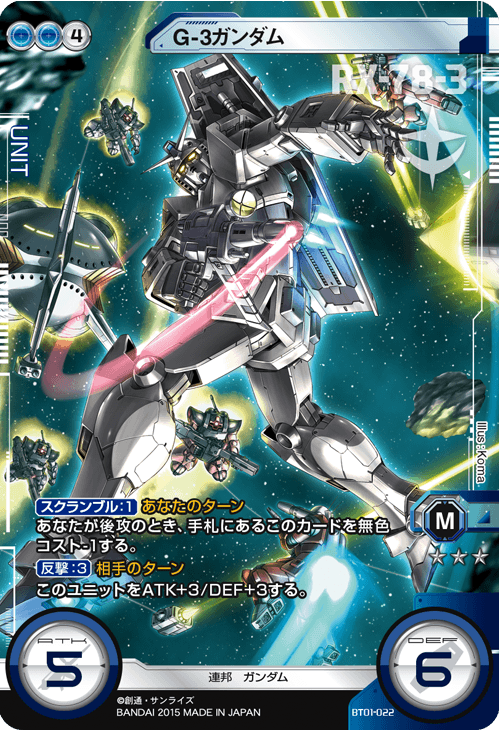 4
G-3ガンダム
RX-78-3
UNIT
Illus: Koma
スクランブル:1 あなたのターン
あなたが後攻のとき、手札にあるこのカードを無色
コスト-1する。
反撃:3 相手のターン
このユニットをATK+3/DEF+3する。
M
ATK
5
DEF
6
連邦 ガンダム
©創通・サンライズ
BANDAI 2015 MADE IN JAPAN
BT01-022